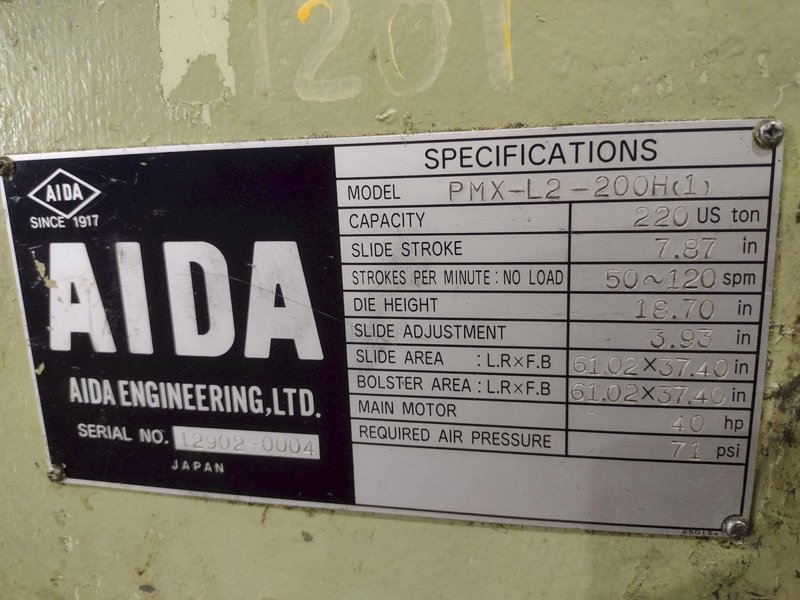 1201
AIDA
SINCE 1917
AIDA
AIDA ENGINEERING, LTD.
SERIAL NO. 12902-0004
JAPAN
SPECIFICATIONS
MODEL PMX-L2-200H(1)
CAPACITY 220 US ton
SLIDE STROKE 7.87 in
STROKES PER MINUTE : NO LOAD 50~120 spm
DIE HEIGHT 18.70 in
SLIDE ADJUSTMENT 3.93 in
SLIDE AREA : L.R×F.B 61.02×37.40 in
BOLSTER AREA : L.R×F.B 61.02×37.40 in
MAIN MOTOR 40 hp
REQUIRED AIR PRESSURE 71 psi